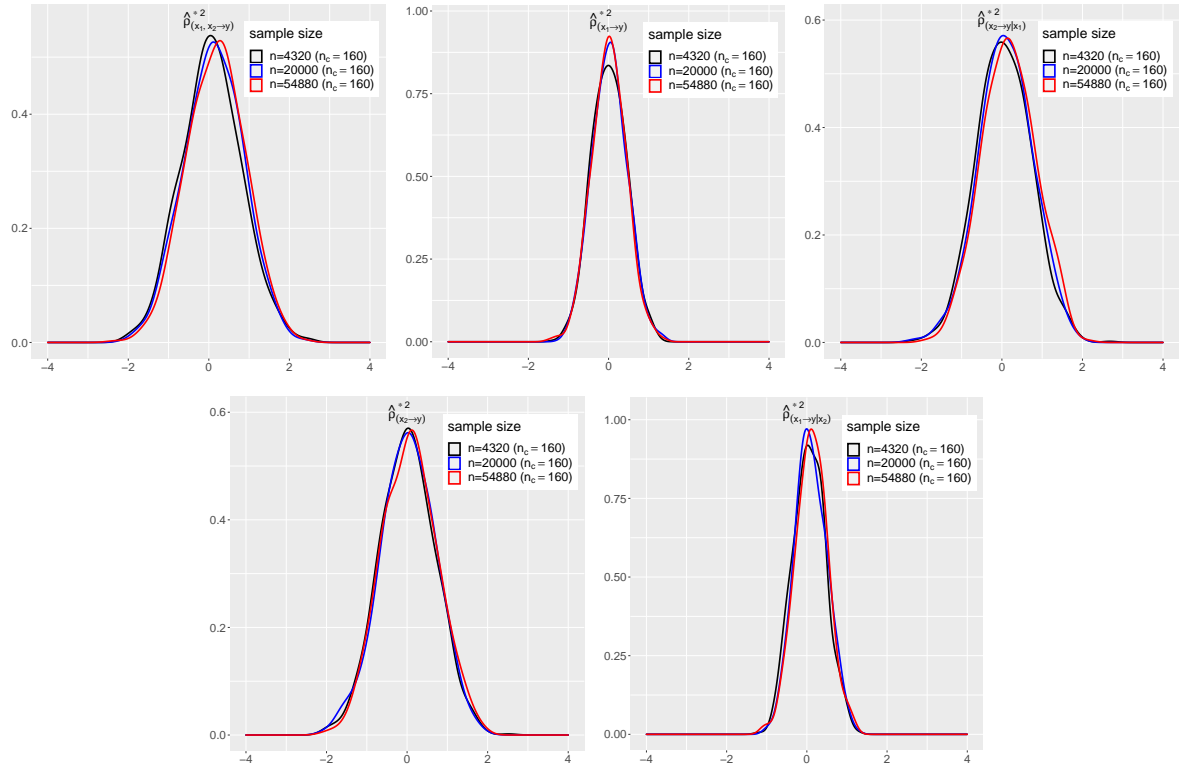 ρ̂*²(x₁, x₂→y)
sample size
n=4320 (n_c = 160)
n=20000 (n_c = 160)
n=54880 (n_c = 160)
0.4
0.2
0.0
−4 −2 0 2 4
ρ̂*²(x₁→y)
sample size
n=4320 (n_c = 160)
n=20000 (n_c = 160)
n=54880 (n_c = 160)
1.00
0.75
0.50
0.25
0.00
−4 −2 0 2 4
ρ̂*²(x₂→y|x₁)
sample size
n=4320 (n_c = 160)
n=20000 (n_c = 160)
n=54880 (n_c = 160)
0.6
0.4
0.2
0.0
−4 −2 0 2 4
ρ̂*²(x₂→y)
sample size
n=4320 (n_c = 160)
n=20000 (n_c = 160)
n=54880 (n_c = 160)
0.6
0.4
0.2
0.0
−4 −2 0 2 4
ρ̂*²(x₁→y|x₂)
sample size
n=4320 (n_c = 160)
n=20000 (n_c = 160)
n=54880 (n_c = 160)
1.00
0.75
0.50
0.25
0.00
−4 −2 0 2 4